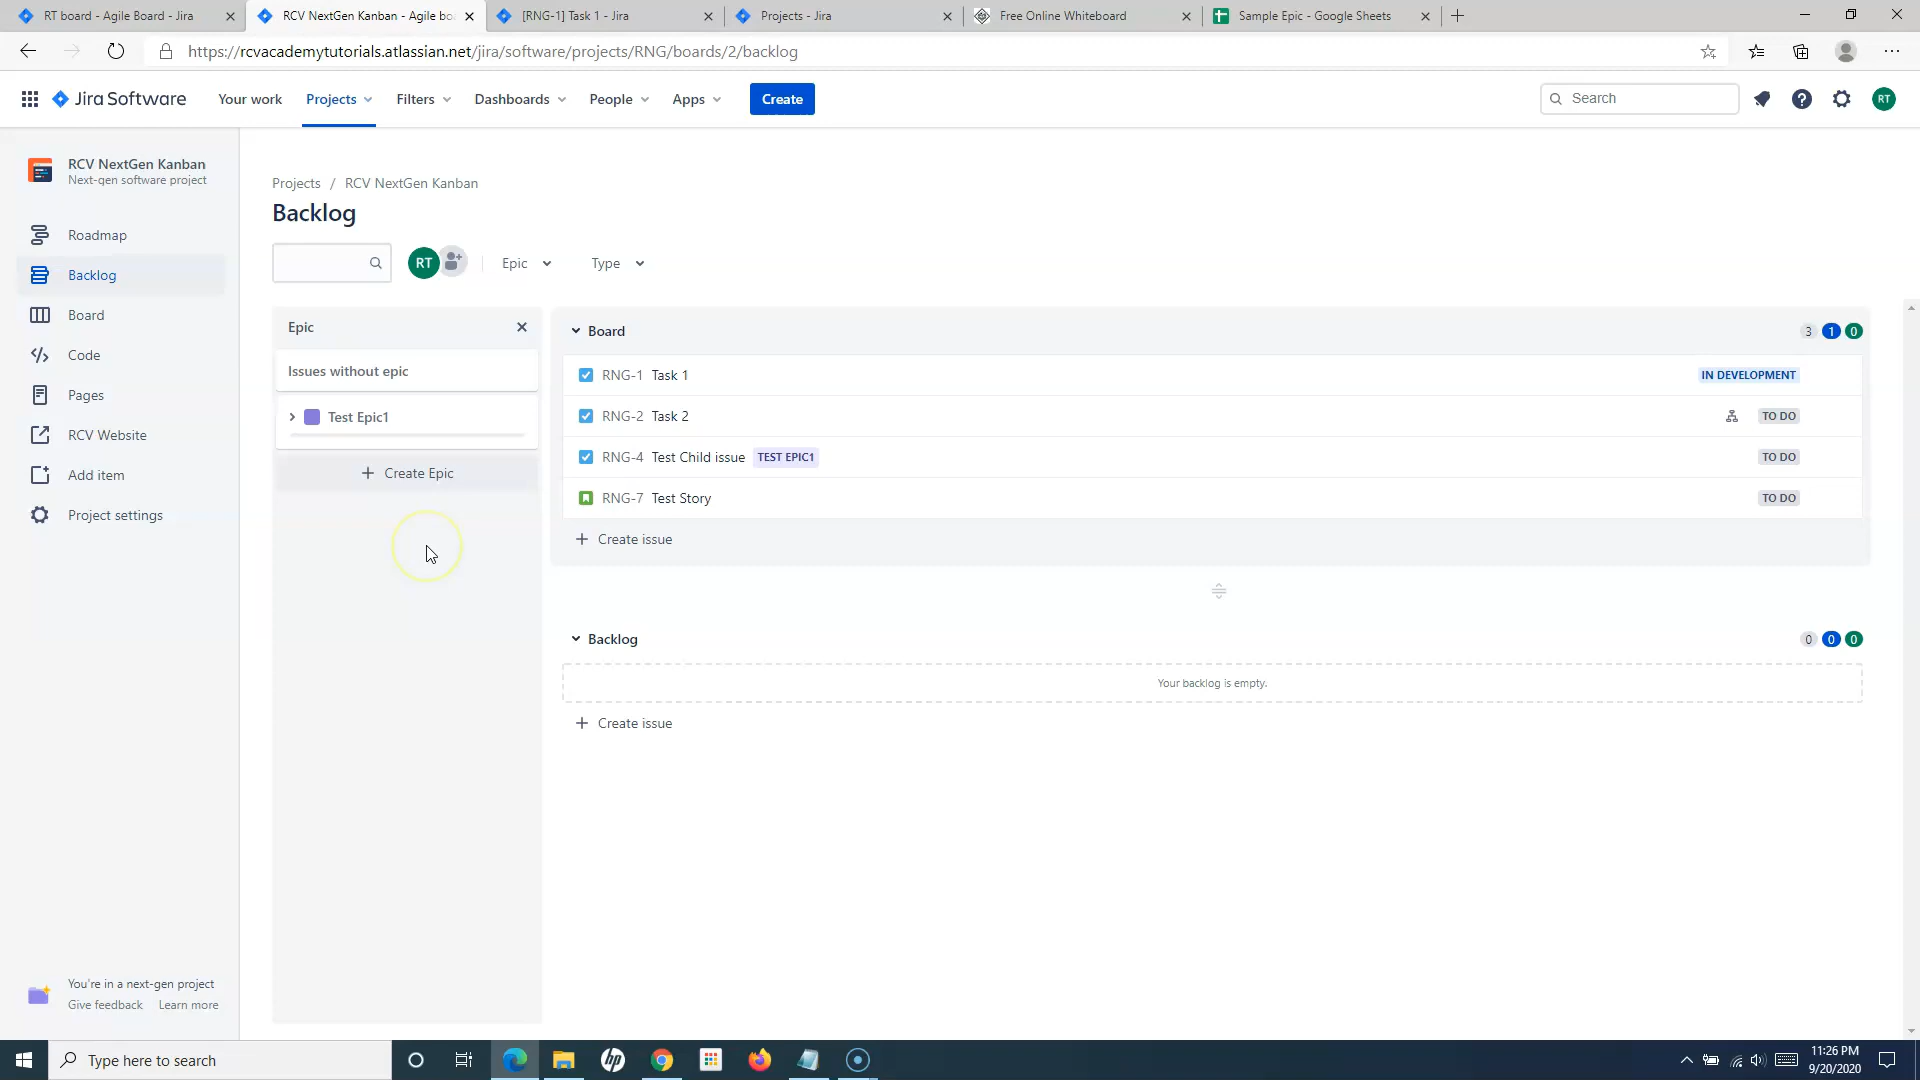 RT board - Agile Board - Jira
RCV NextGen Kanban - Agile bo
[RNG-1] Task 1 - Jira
Projects - Jira
Free Online Whiteboard
Sample Epic - Google Sheets
https://rcvacademytutorials.atlassian.net/jira/software/projects/RNG/boards/2/backlog
Jira Software
Your work
Projects
Filters
Dashboards
People
Apps
Create
Search
RT
RCV NextGen Kanban
Next-gen software project
Roadmap
Backlog
Board
Code
Pages
RCV Website
Add item
Project settings
You're in a next-gen project
Give feedback Learn more
Projects / RCV NextGen Kanban
Backlog
RT
Epic
Type
Epic
Issues without epic
Test Epic1
Create Epic
Board
3 1 0
RNG-1 Task 1 IN DEVELOPMENT
RNG-2 Task 2 TO DO
RNG-4 Test Child issue TEST EPIC1 TO DO
RNG-7 Test Story TO DO
Create issue
Backlog
0 0 0
Your backlog is empty.
Create issue
Type here to search
hp
11:26 PM
9/20/2020